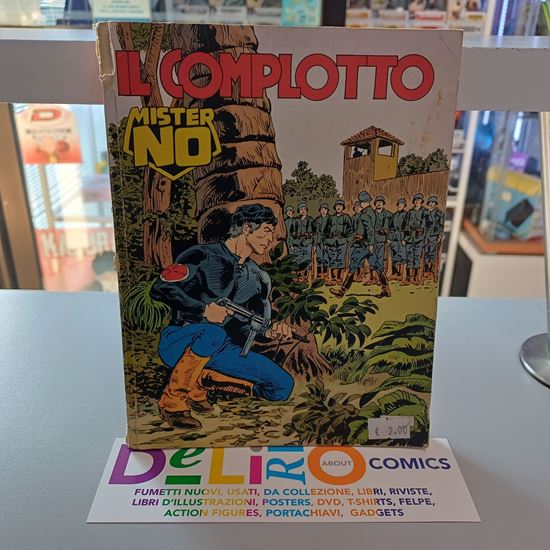 IL COMPLOTTO
MISTER
NO
€ 2.00
DeLiRiO ABOUT COMICS
FUMETTI NUOVI, USATI, DA COLLEZIONE, LIBRI, RIVISTE,
LIBRI D'ILLUSTRAZIONI, POSTERS, DVD, T-SHIRTS, FELPE,
ACTION FIGURES, PORTACHIAVI, GADGETS